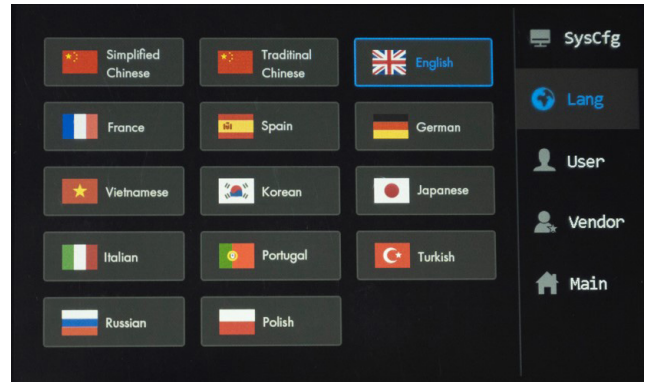 Simplified
Chinese
Traditinal
Chinese
English
France
Spain
German
Vietnamese
Korean
Japanese
Italian
Portugal
Turkish
Russian
Polish
SysCfg
Lang
User
Vendor
Main